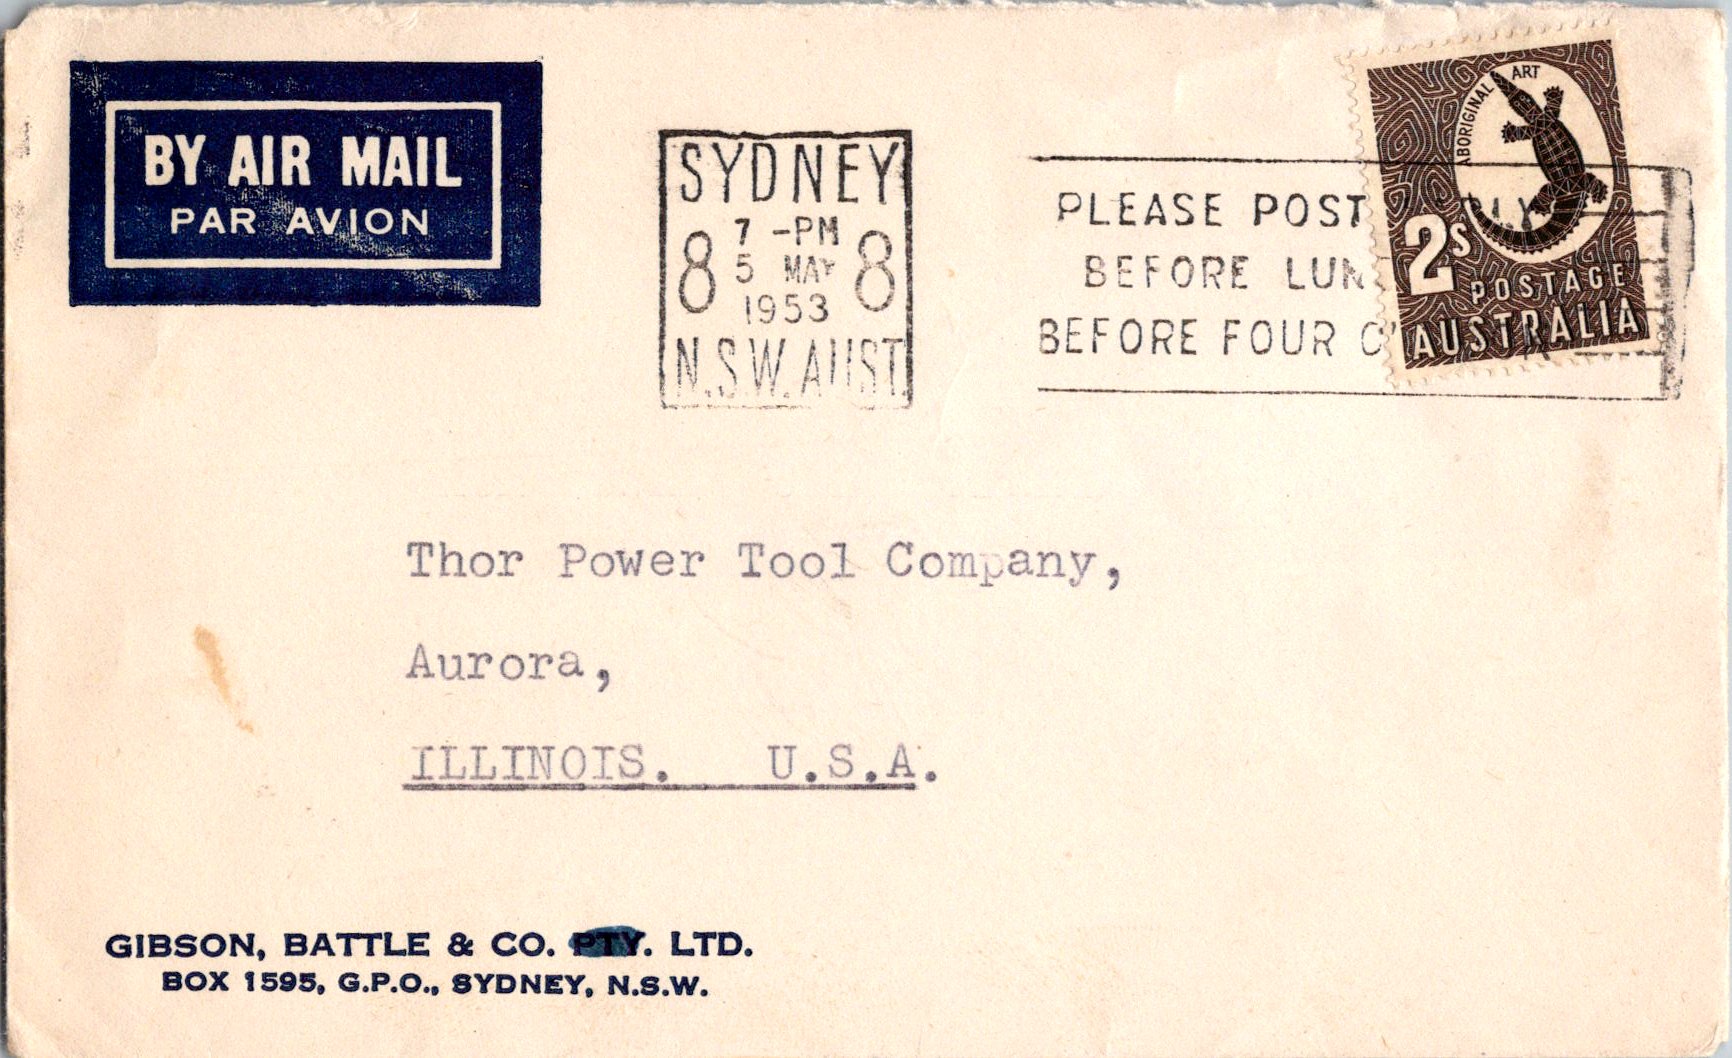 BY AIR MAIL
PAR AVION
SYDNEY
7 -PM
8 5 MAY 8
1953
N.S.W. AUST.
PLEASE POST
BEFORE
BEFORE FOUR
ABORIGINAL ART
2s
POSTAGE
AUSTRALIA
Thor Power Tool Company,
Aurora,
ILLINOIS. U.S.A.
GIBSON, BATTLE & CO. PTY. LTD.
BOX 1595, G.P.O., SYDNEY, N.S.W.